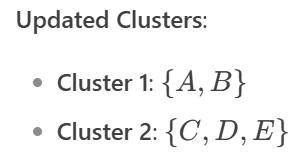 Updated Clusters:
Cluster 1: {A, B}
Cluster 2: {C, D, E}